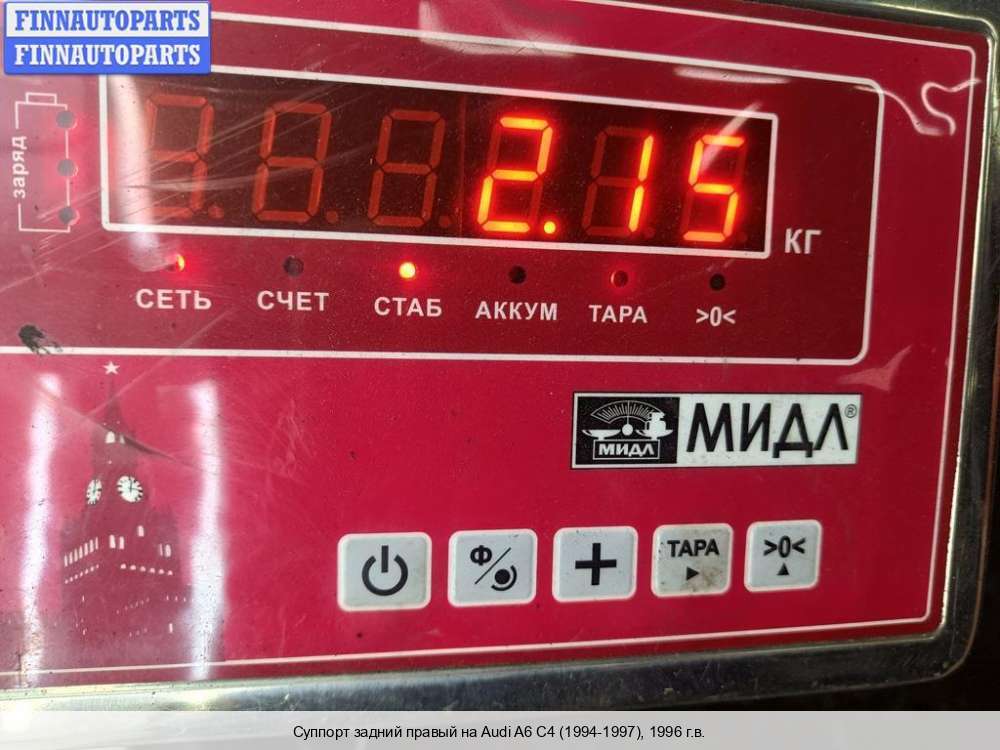 FINNAUTOPARTS
FINNAUTOPARTS
заряд
2.15
КГ
СЕТЬ СЧЕТ СТАБ АККУМ ТАРА >0<
МИДЛ МИДЛ®
Ф ТАРА >0<
Суппорт задний правый на Audi A6 C4 (1994-1997), 1996 г.в.